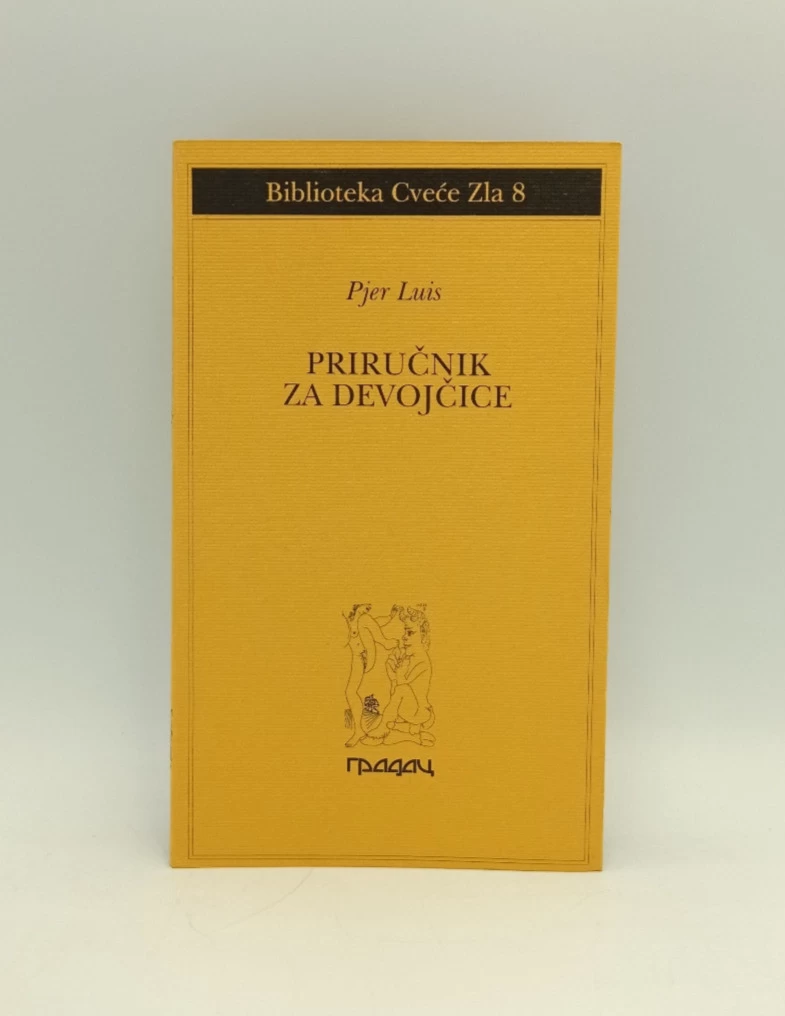 Biblioteka Cveće Zla 8
Pjer Luis
PRIRUČNIK
ZA DEVOJČICE
градац